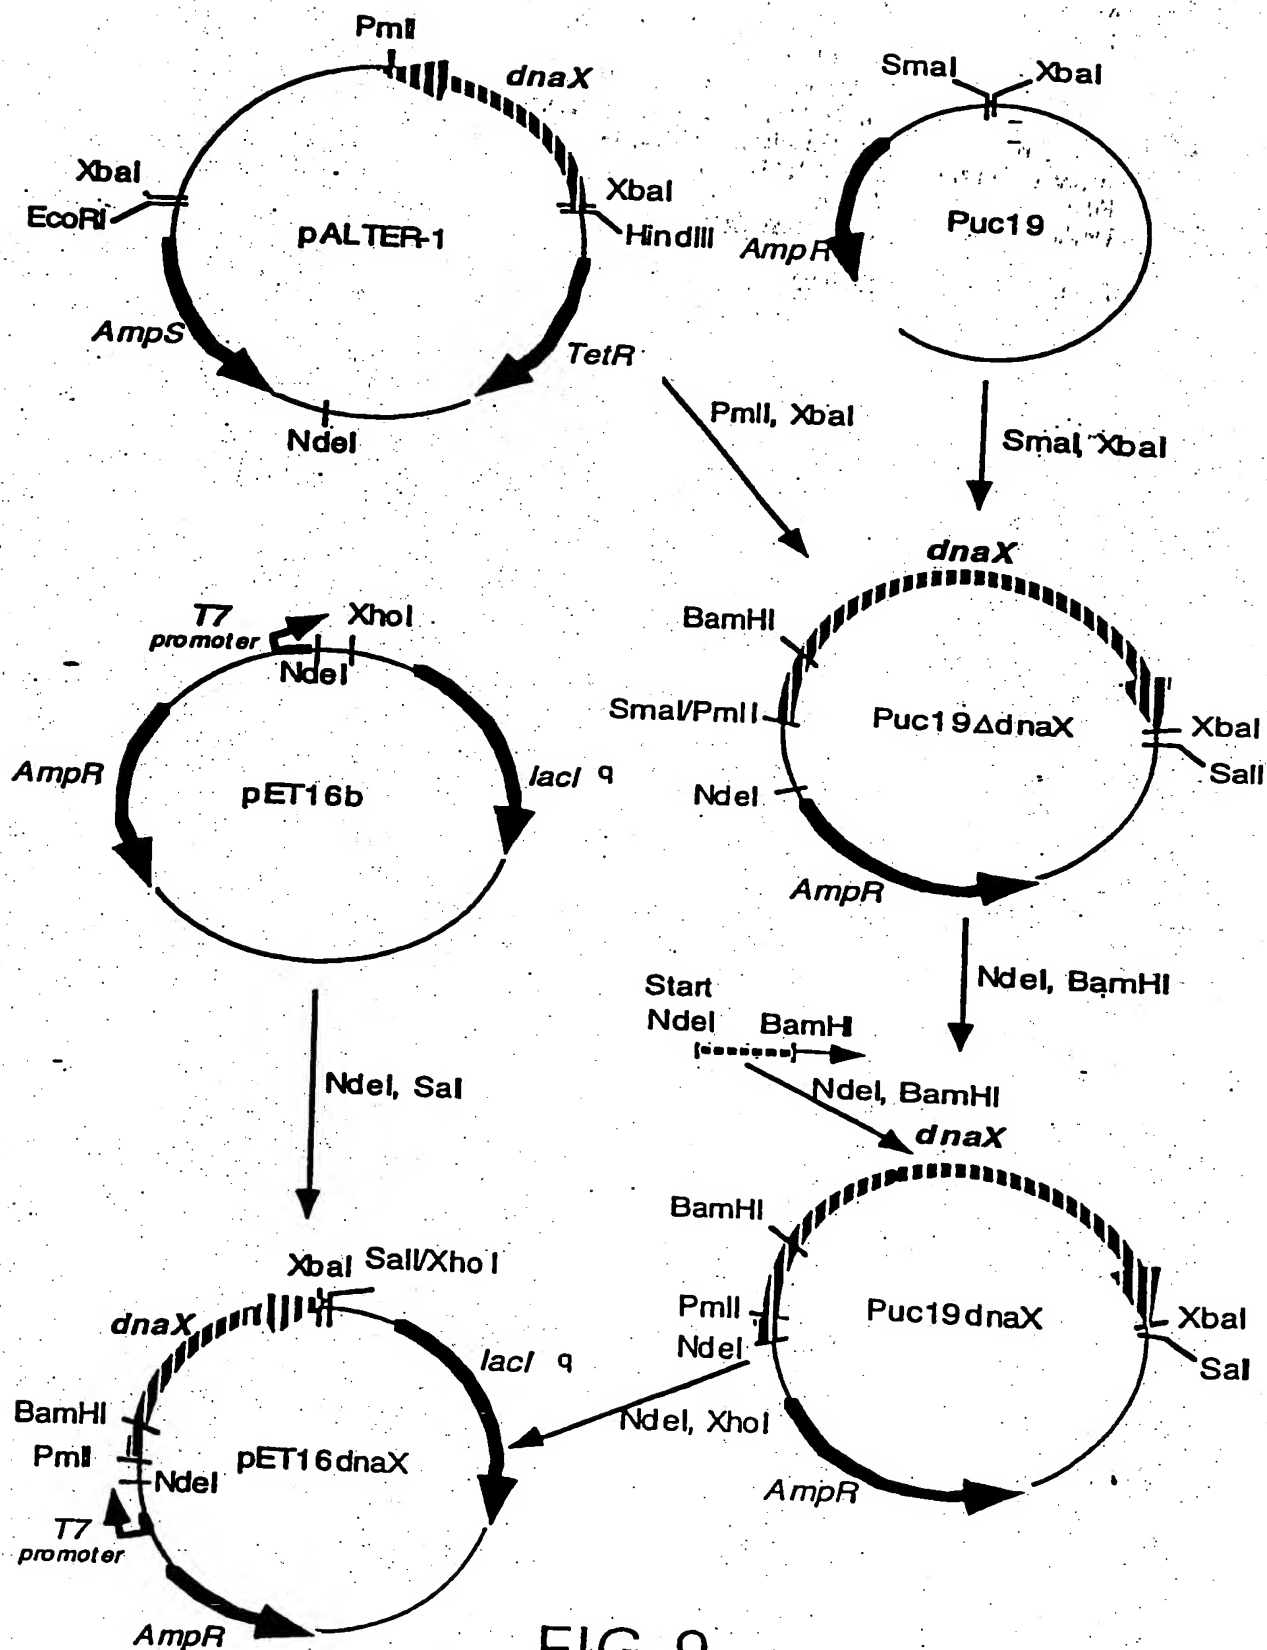 PmlI
dnaX
XbaI
EcoRI
pALTER-1
XbaI
HindIII
AmpS
TetR
NdeI
SmaI
XbaI
Puc19
AmpR
PmlI, XbaI
SmaI, XbaI
T7
promoter
XhoI
NdeI
AmpR
pET16b
lacI q
dnaX
BamHI
SmaI/PmlI
Puc19ΔdnaX
XbaI
SalI
NdeI
AmpR
NdeI, BamHI
Start
NdeI BamHI
NdeI, BamHI
NdeI, Sal
dnaX
BamHI
PmlI
NdeI
Puc19dnaX
XbaI
Sal
AmpR
NdeI, XhoI
XbaI SalI/XhoI
dnaX
lacI q
BamHI
PmlI
NdeI
pET16dnaX
T7
promoter
AmpR
FIG. 9